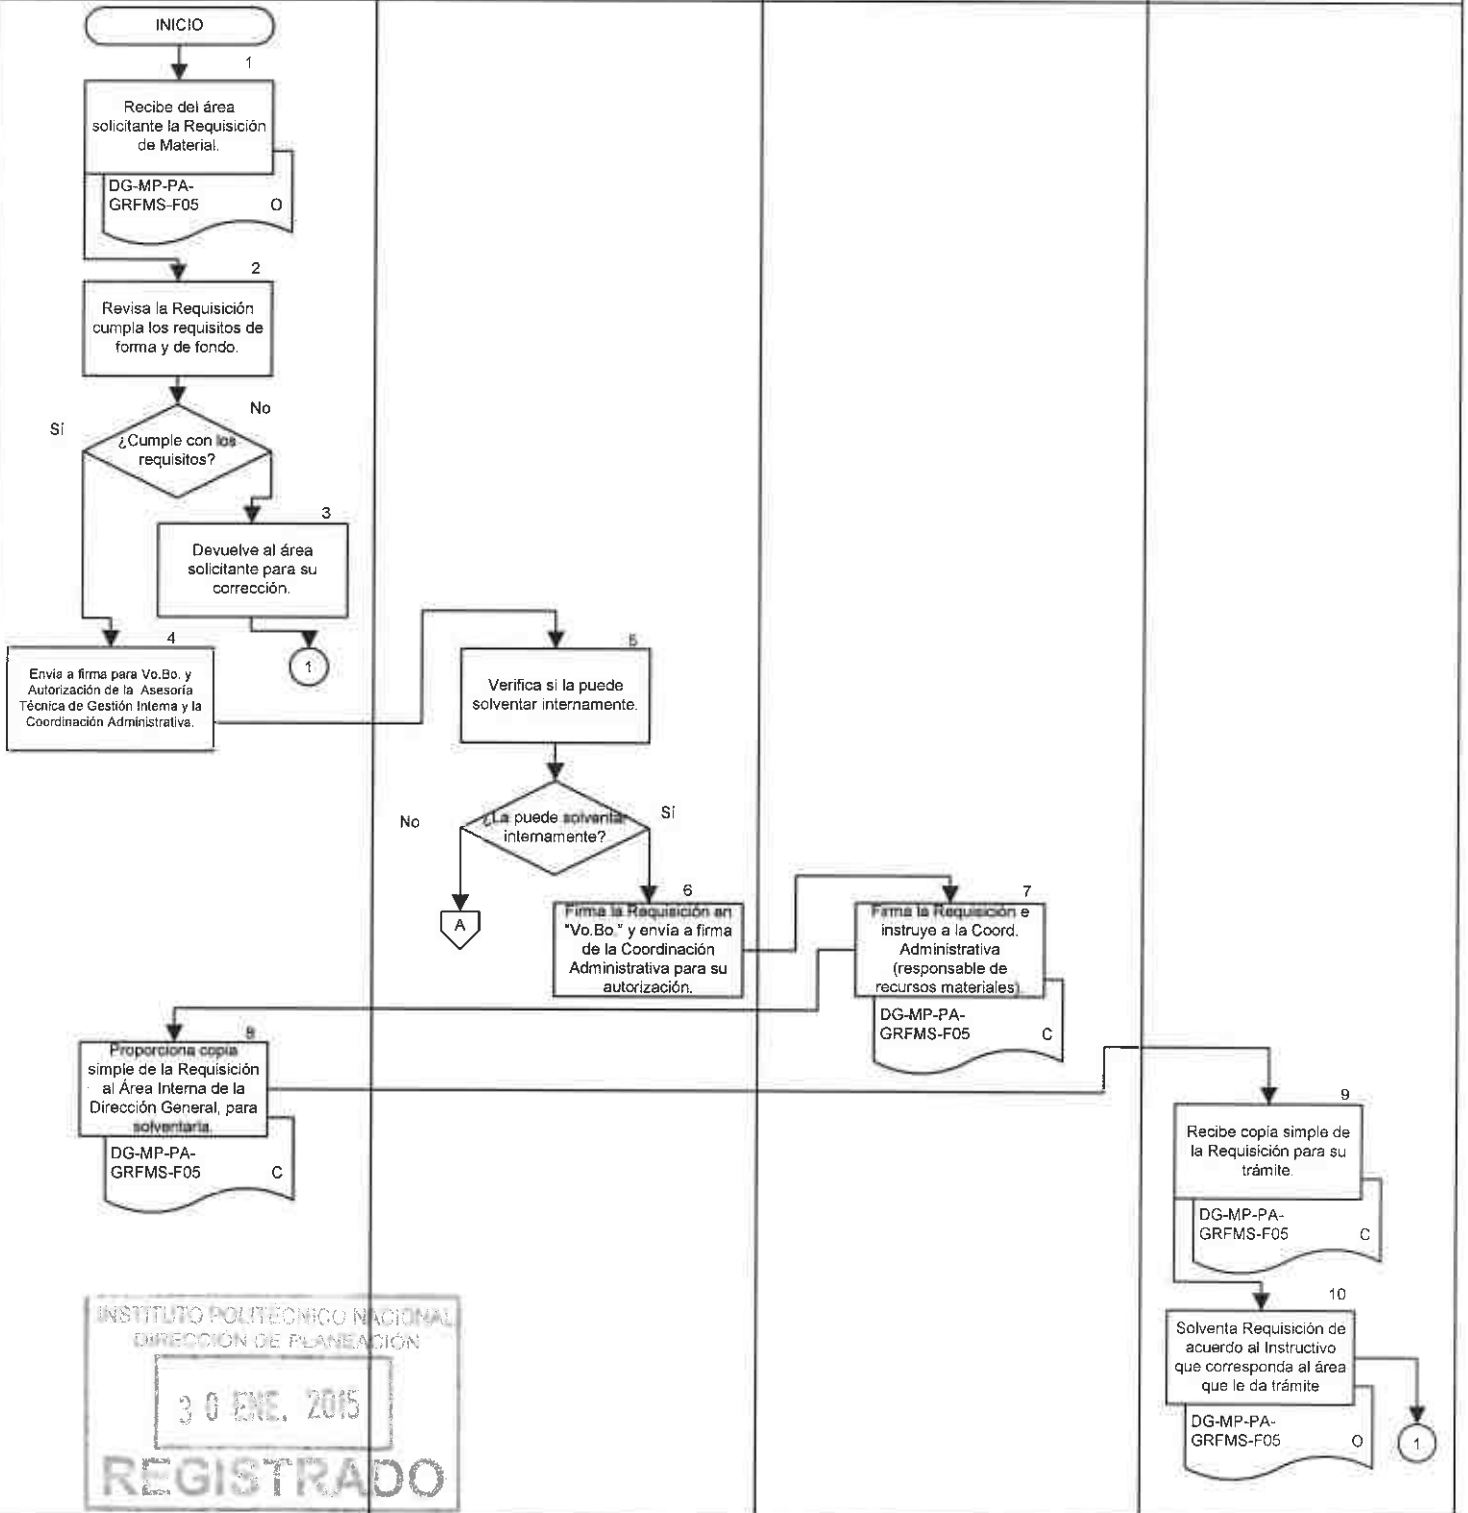 INICIO
1
Recibe del área
solicitante la Requisición
de Material.
DG-MP-PA-
GRFMS-F05
O
2
Revisa la Requisición
cumpla los requisitos de
forma y de fondo.
Sí
No
¿Cumple con los
requisitos?
3
Devuelve al área
solicitante para su
corrección.
1
4
Envía a firma para Vo.Bo. y
Autorización de la Asesoría
Técnica de Gestión Interna y la
Coordinación Administrativa.
5
Verifica si la puede
solventar internamente.
No
Sí
¿La puede solventar
internamente?
A
6
Firma la Requisición en
"Vo.Bo." y envía a firma
de la Coordinación
Administrativa para su
autorización.
7
Firma la Requisición e
instruye a la Coord.
Administrativa
(responsable de
recursos materiales)
DG-MP-PA-
GRFMS-F05
C
8
Proporciona copia
simple de la Requisición
al Área Interna de la
Dirección General, para
solventarla.
DG-MP-PA-
GRFMS-F05
C
9
Recibe copia simple de
la Requisición para su
trámite.
DG-MP-PA-
GRFMS-F05
C
10
Solventa Requisición de
acuerdo al Instructivo
que corresponda al área
que le da trámite
DG-MP-PA-
GRFMS-F05
O
1
INSTITUTO POLITÉCNICO NACIONAL
DIRECCIÓN DE PLANEACIÓN
30 ENE. 2015
REGISTRADO